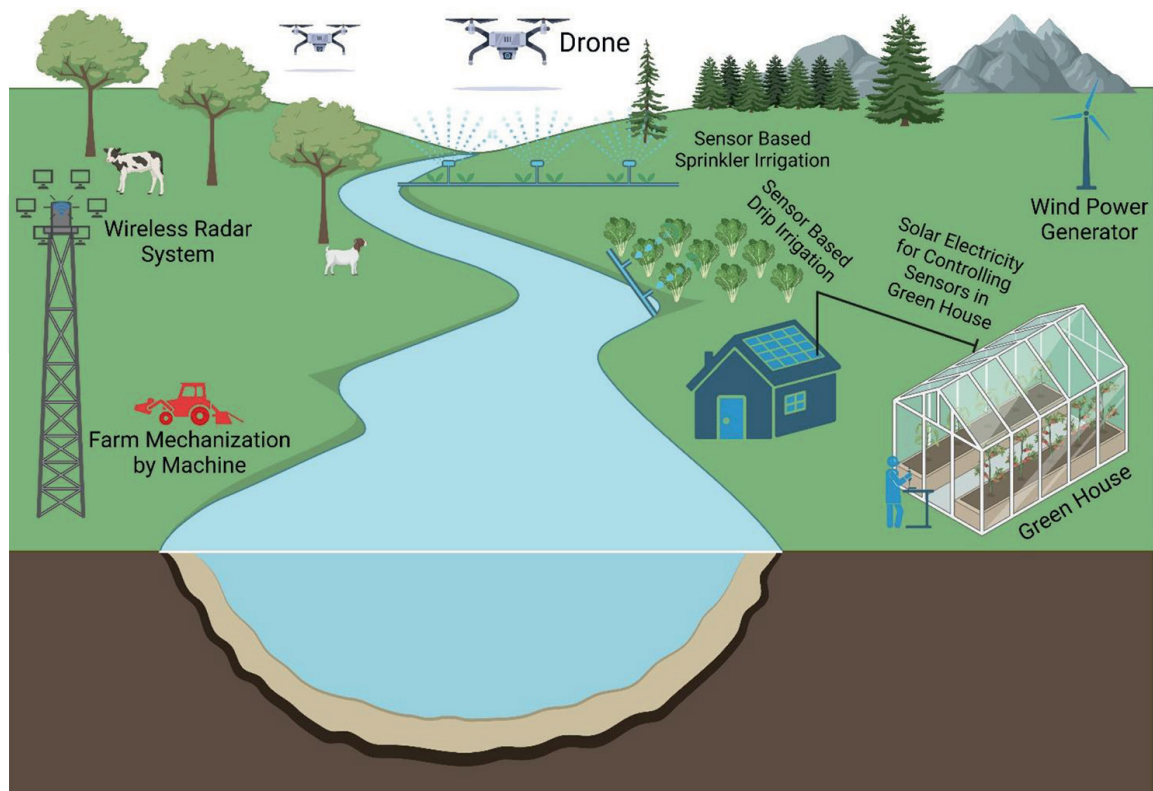 Drone
Sensor Based
Sprinkler Irrigation
Wireless Radar
System
Sensor Based
Drip Irrigation
Solar Electricity
for Controlling
Sensors in
Green House
Wind Power
Generator
Farm Mechanization
by Machine
Green House